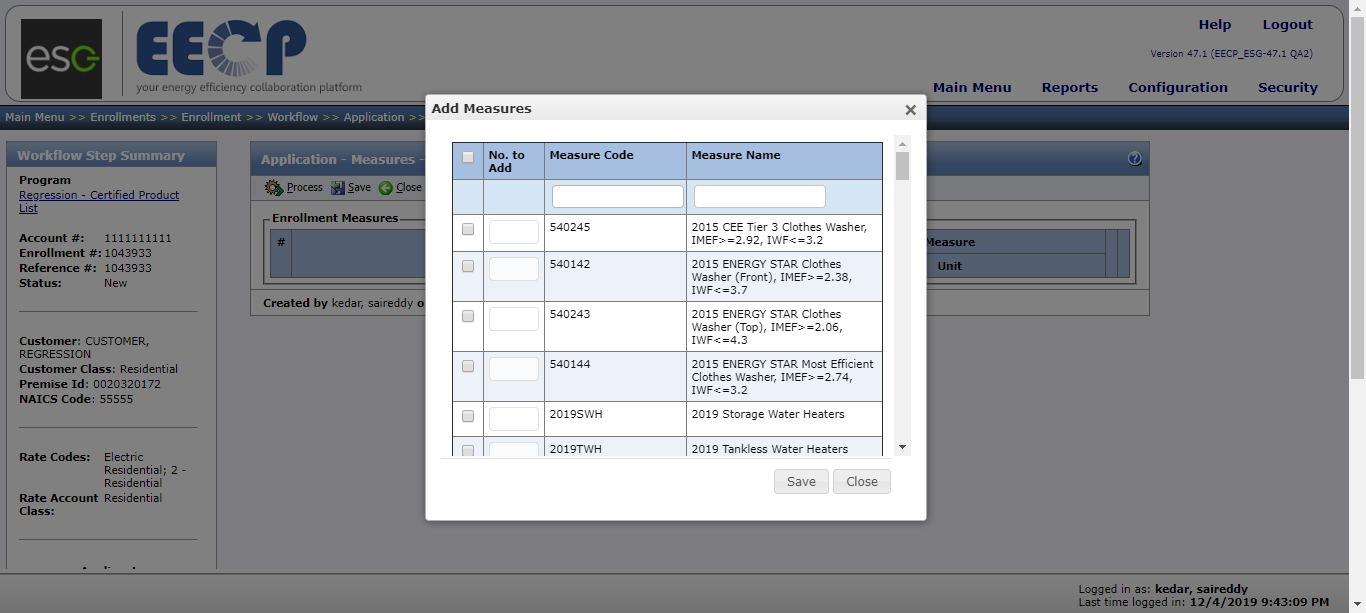 esc
EECP
your energy efficiency collaboration platform
Help Logout
Version 47.1 (EECP_ESG-47.1 QA2)
Main Menu Reports Configuration Security
Main Menu >> Enrollments >> Enrollment >> Workflow >> Application >>
Workflow Step Summary
Program
Regression - Certified Product
List
Account #: 1111111111
Enrollment #: 1043933
Reference #: 1043933
Status: New
Customer: CUSTOMER,
REGRESSION
Customer Class: Residential
Premise Id: 0020320172
NAICS Code: 55555
Rate Codes: Electric
Residential; 2 -
Residential
Rate Account Residential
Class:
Application - Measures -
Process Save Close
Enrollment Measures
#
Measure
Unit
Created by kedar, saireddy o
Add Measures
No. to
Add
Measure Code
Measure Name
540245
2015 CEE Tier 3 Clothes Washer,
IMEF>=2.92, IWF<=3.2
540142
2015 ENERGY STAR Clothes
Washer (Front), IMEF>=2.38,
IWF<=3.7
540243
2015 ENERGY STAR Clothes
Washer (Top), IMEF>=2.06,
IWF<=4.3
540144
2015 ENERGY STAR Most Efficient
Clothes Washer, IMEF>=2.74,
IWF<=3.2
2019SWH
2019 Storage Water Heaters
2019TWH
2019 Tankless Water Heaters
Save Close
Logged in as: kedar, saireddy
Last time logged in: 12/4/2019 9:43:09 PM